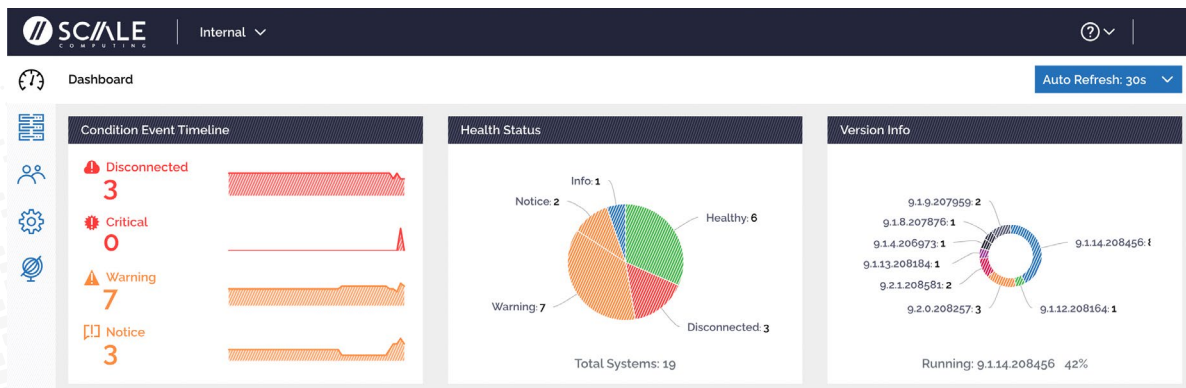 SCALE
COMPUTING
Internal
Dashboard
Auto Refresh: 30s
Condition Event Timeline
Disconnected
3
Critical
0
Warning
7
Notice
3
Health Status
Info: 1
Notice: 2
Healthy: 6
Warning: 7
Disconnected: 3
Total Systems: 19
Version Info
9.1.9.207959: 2
9.1.8.207876: 1
9.1.4.206973: 1
9.1.14.208456:
9.1.13.208184: 1
9.2.1.208581: 2
9.2.0.208257: 3
9.1.12.208164: 1
Running: 9.1.14.208456 42%